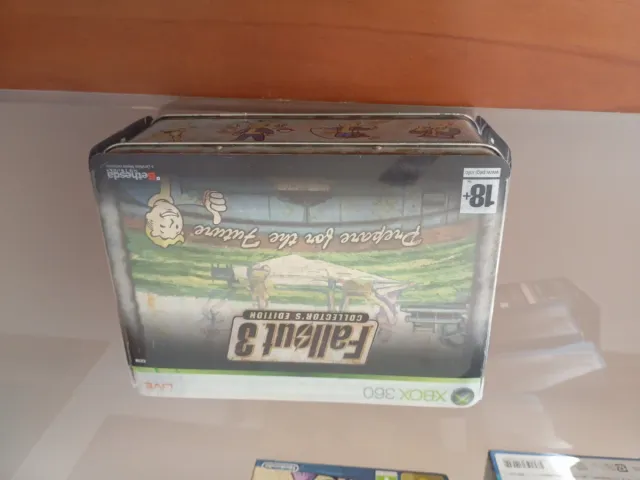 XBOX 360
LIVE
Fallout 3
COLLECTOR'S EDITION
Prepare for the Future
18+
Bethesda